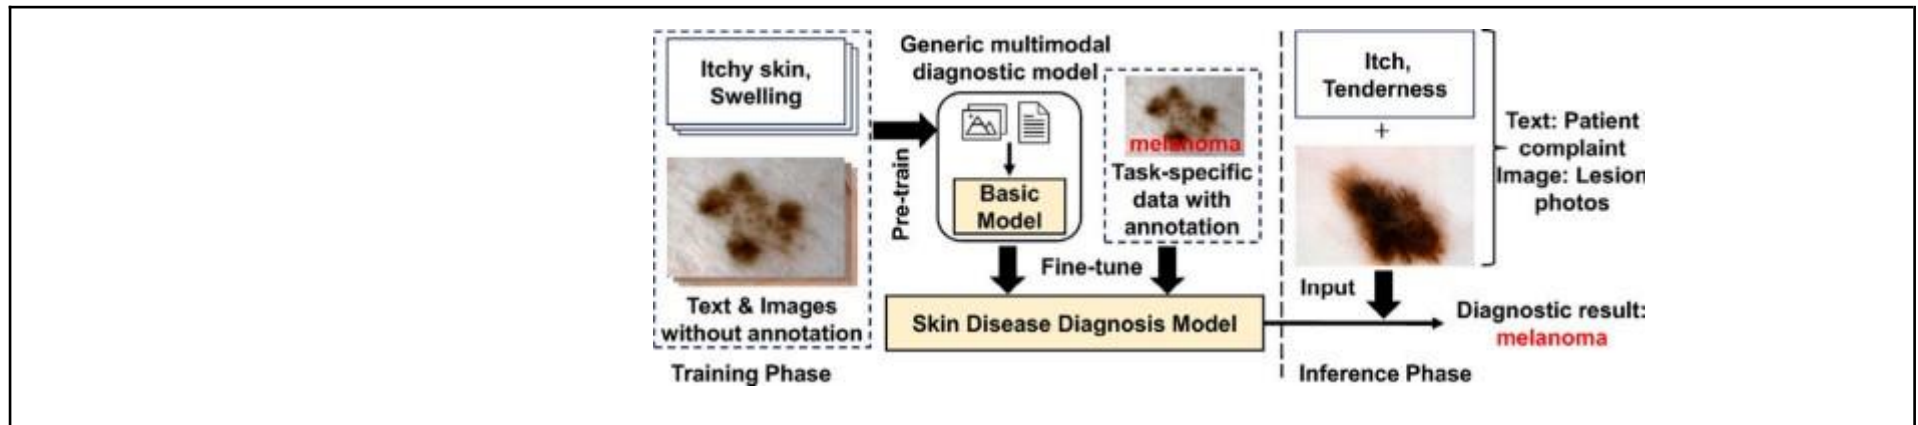 Itchy skin,
Swelling
Text & Images
without annotation
Training Phase
Pre-train
Generic multimodal
diagnostic model
Basic
Model
melanoma
Task-specific
data with
annotation
Fine-tune
Skin Disease Diagnosis Model
Itch,
Tenderness
+
Text: Patient
complaint
Image: Lesion
photos
Input
Diagnostic result:
melanoma
Inference Phase